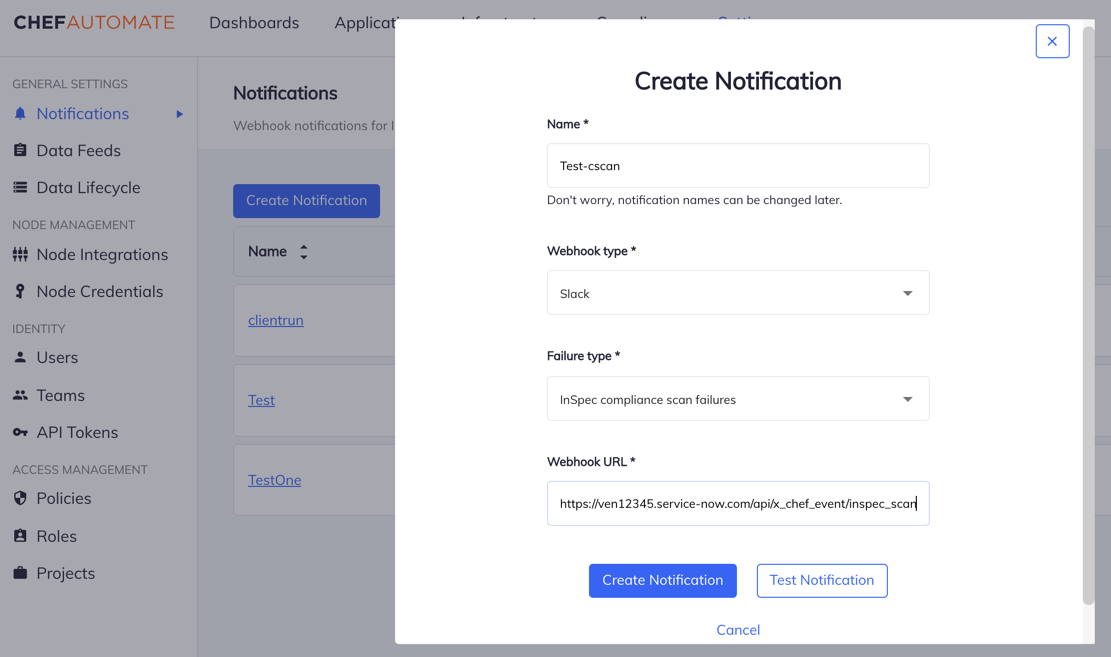 CHEFAUTOMATE
Dashboards
GENERAL SETTINGS
Notifications
Data Feeds
Data Lifecycle
NODE MANAGEMENT
Node Integrations
Node Credentials
IDENTITY
Users
Teams
API Tokens
ACCESS MANAGEMENT
Policies
Roles
Projects
Notifications
Webhook notifications for
Create Notification
Name
clientrun
Test
TestOne
Create Notification
Name *
Test-cscan
Don't worry, notification names can be changed later.
Webhook type *
Slack
Failure type *
InSpec compliance scan failures
Webhook URL *
https://ven12345.service-now.com/api/x_chef_event/inspec_scan
Create Notification
Test Notification
Cancel